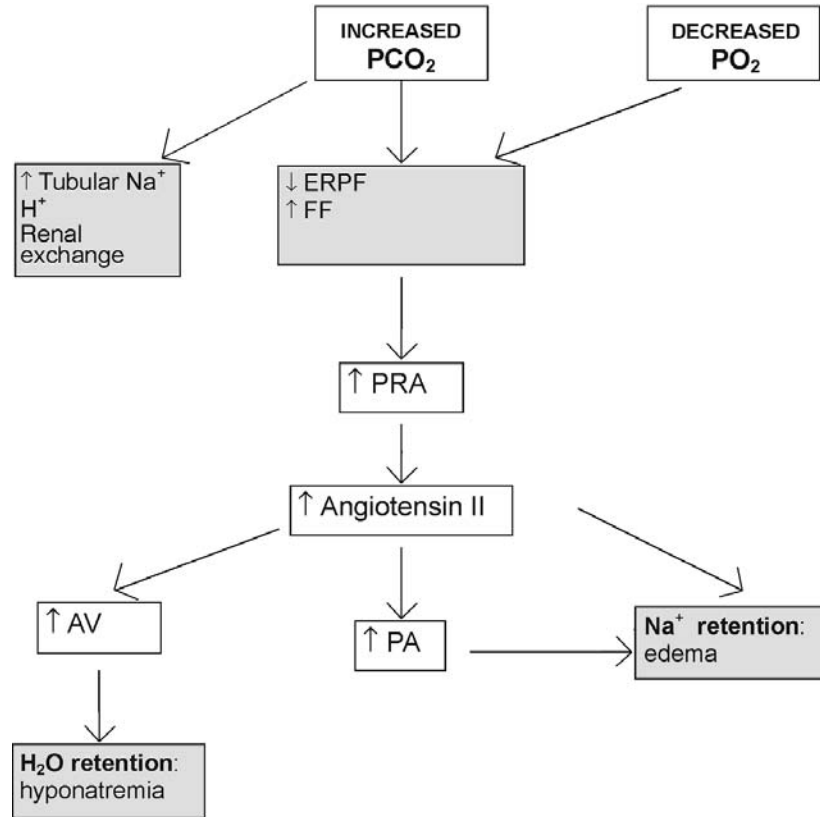 INCREASED
PCO₂
DECREASED
PO₂
↑ Tubular Na⁺
H⁺
Renal
exchange
↓ ERPF
↑ FF
↑ PRA
↑ Angiotensin II
↑ AV
↑ PA
Na⁺ retention:
edema
H₂O retention:
hyponatremia